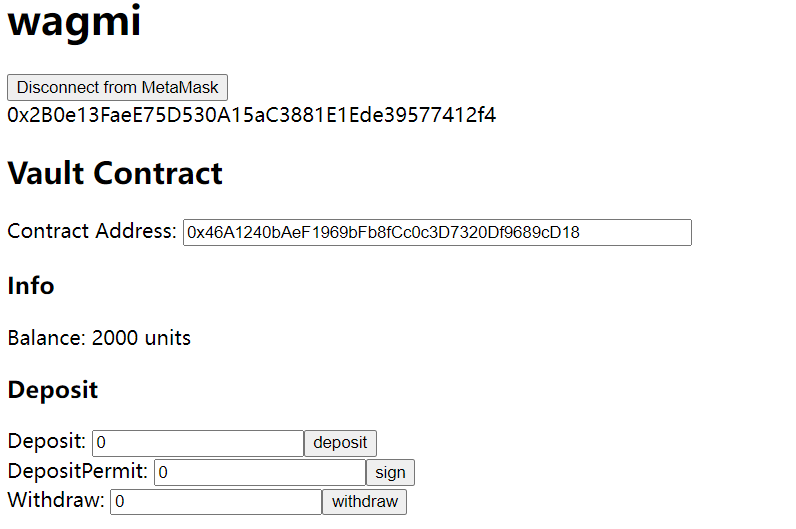 wagmi
Disconnect from MetaMask
0x2B0e13FaeE75D530A15aC3881E1Ede39577412f4
Vault Contract
Contract Address: 0x46A1240bAeF1969bFb8fCc0c3D7320Df9689cD18
Info
Balance: 2000 units
Deposit
Deposit: 0 deposit
DepositPermit: 0 sign
Withdraw: 0 withdraw